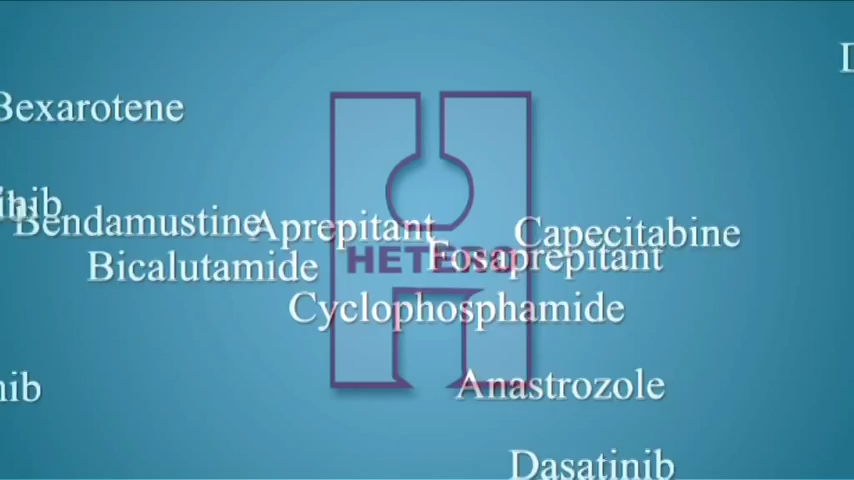 Bexarotene
Bendamustine
Aprepitant
Capecitabine
Bicalutamide
HETERO
Fosaprepitant
Cyclophosphamide
Anastrozole
Dasatinib